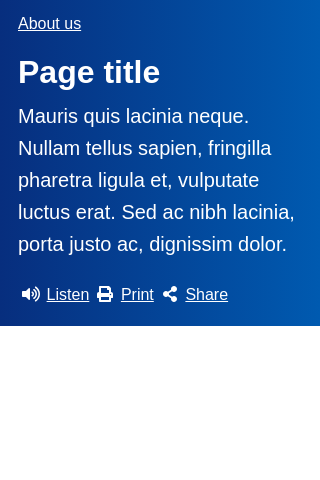 About us
Page title
Mauris quis lacinia neque.
Nullam tellus sapien, fringilla
pharetra ligula et, vulputate
luctus erat. Sed ac nibh lacinia,
porta justo ac, dignissim dolor.
Listen Print Share